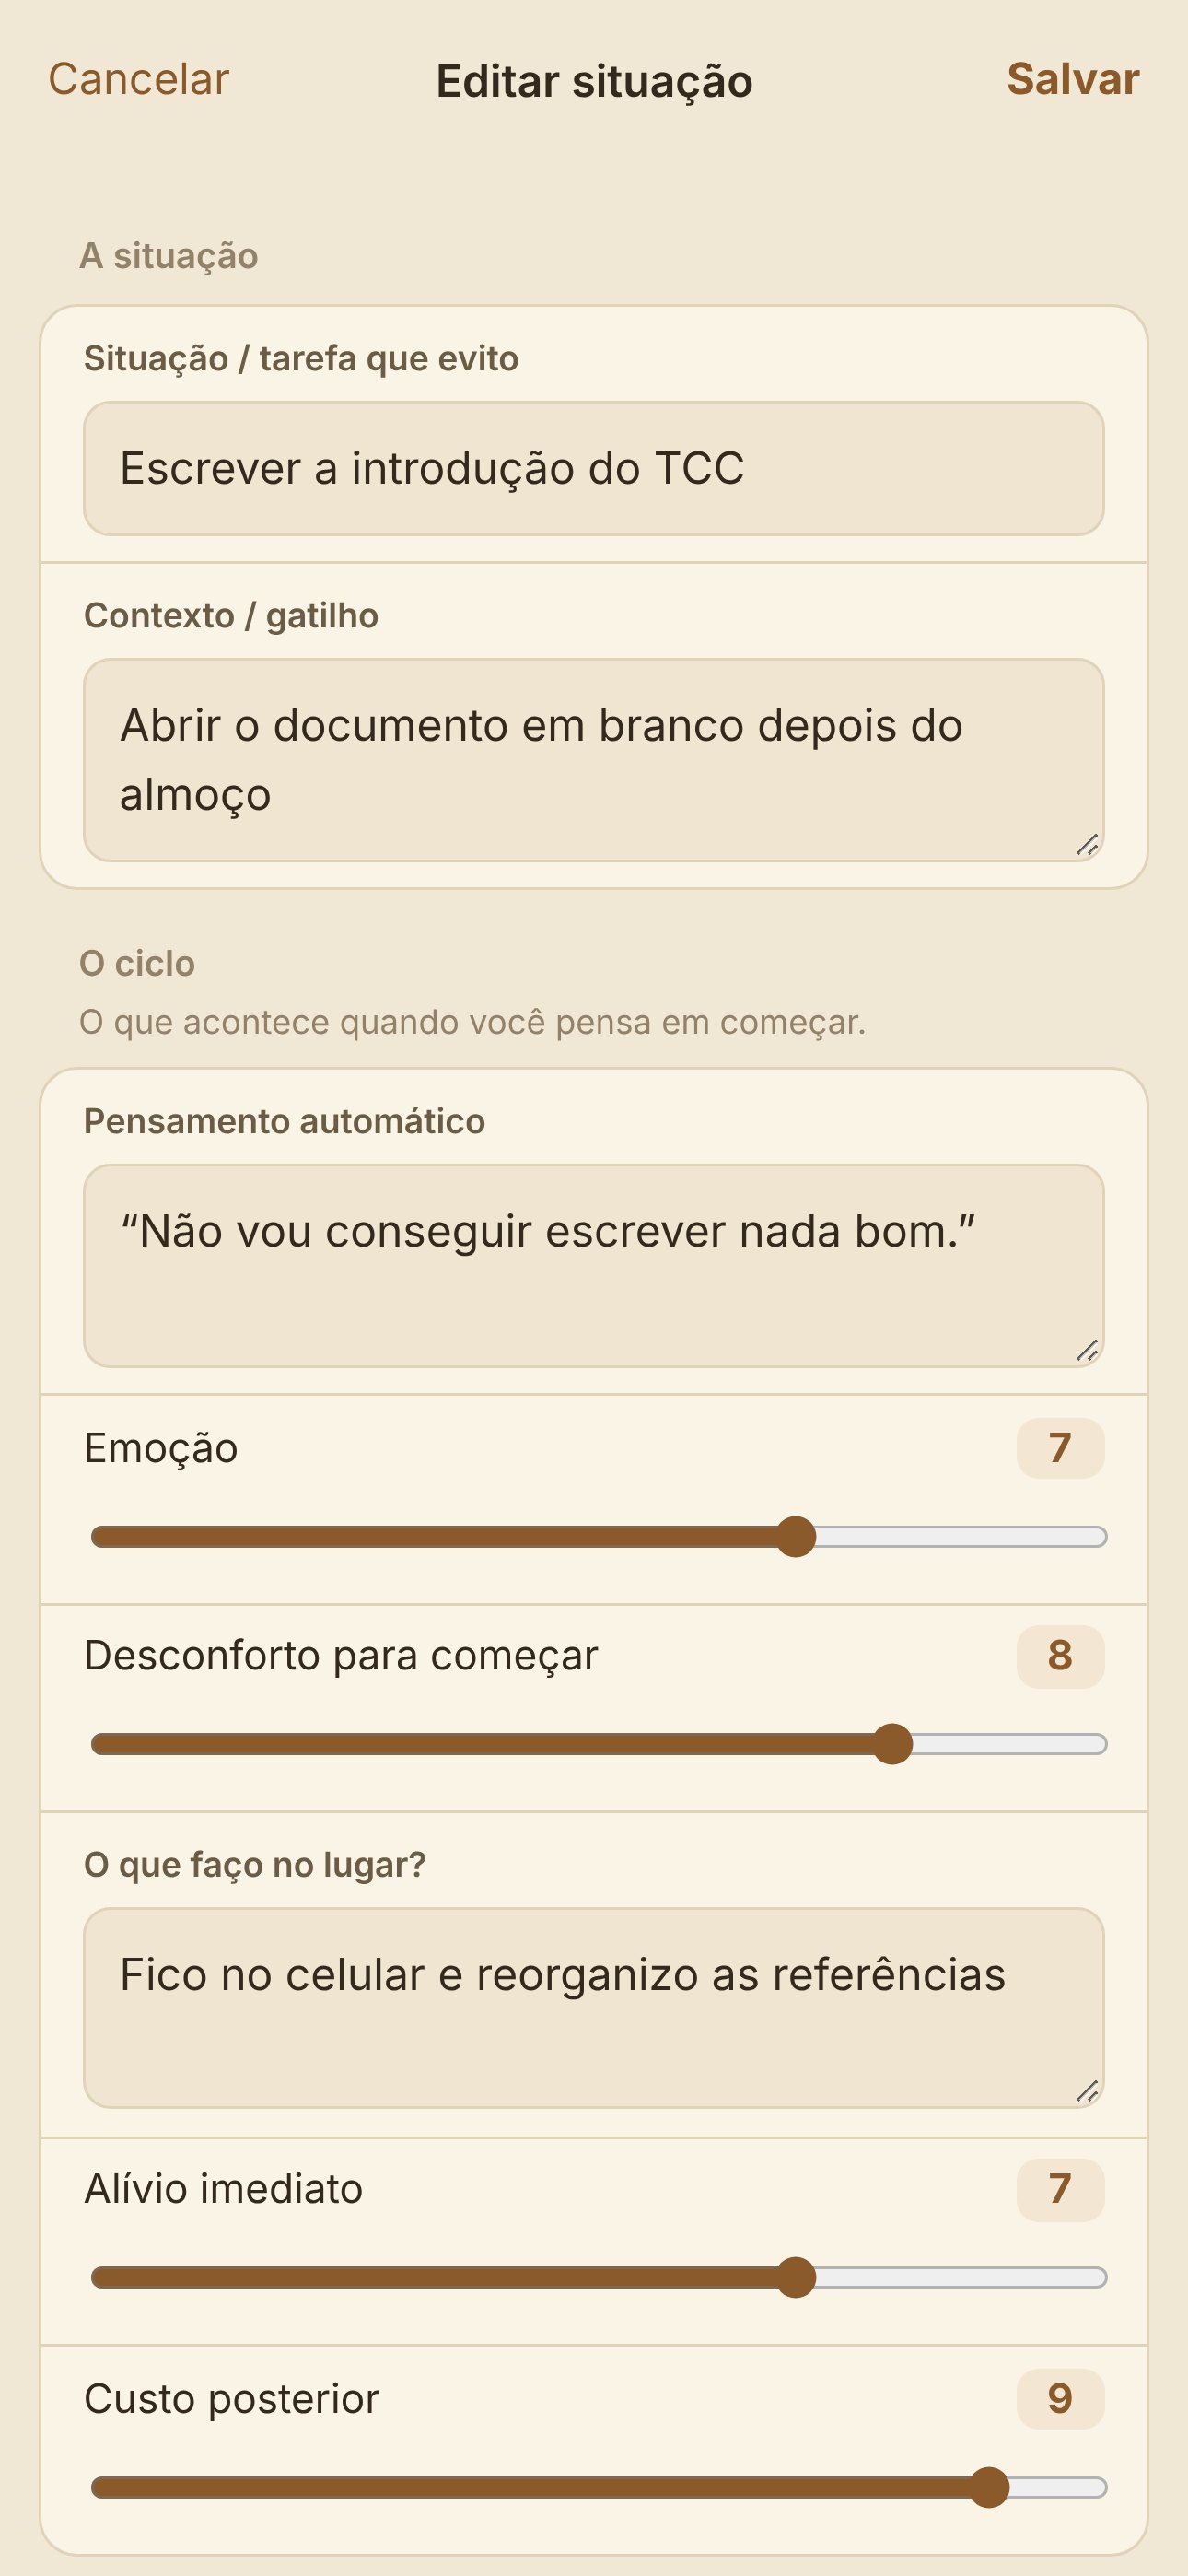 Cancelar
Editar situação
Salvar
A situação
Situação / tarefa que evito
Escrever a introdução do TCC
Contexto / gatilho
Abrir o documento em branco depois do
almoço
O ciclo
O que acontece quando você pensa em começar.
Pensamento automático
“Não vou conseguir escrever nada bom.”
Emoção
7
Desconforto para começar
8
O que faço no lugar?
Fico no celular e reorganizo as referências
Alívio imediato
7
Custo posterior
9